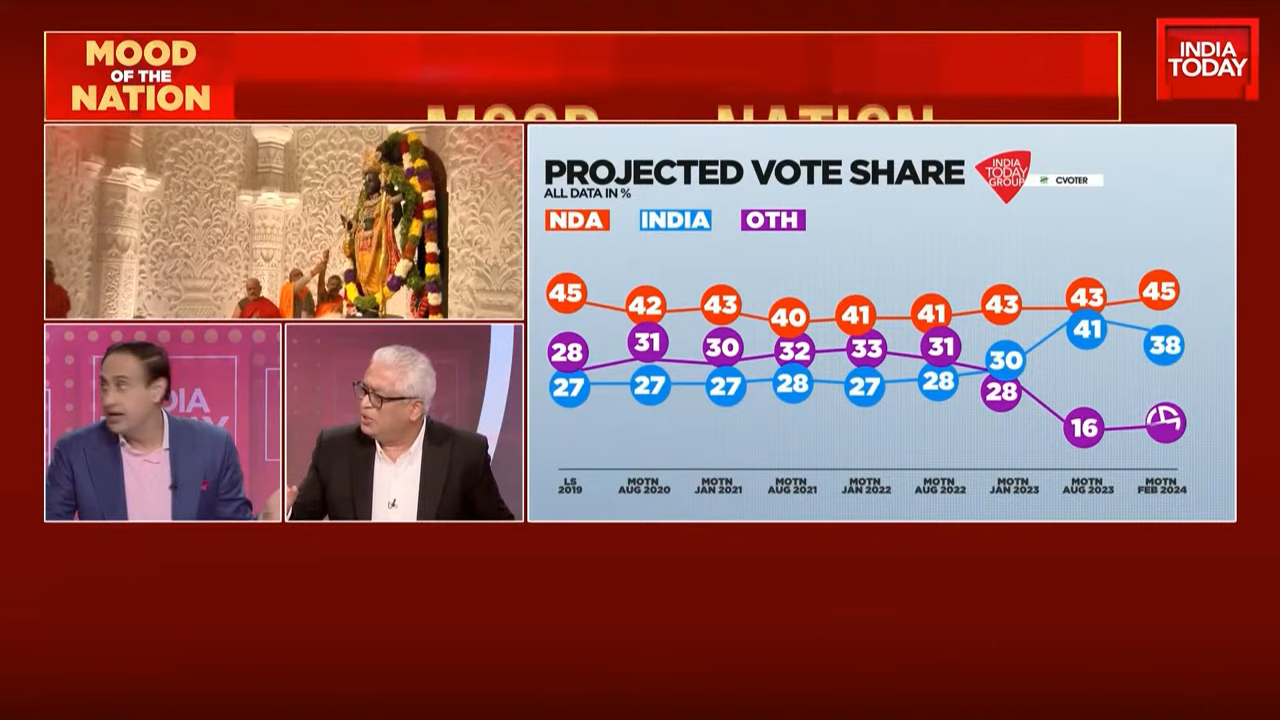 MOOD
OF THE
NATION
MOOD NATION
INDIA
TODAY
PROJECTED VOTE SHARE
ALL DATA IN %
INDIA
TODAY
GROUP
CVOTER
NDA INDIA OTH
45 42 43 40 41 41 43 43 45
28 31 30 32 33 31 30 41 38
27 27 27 28 27 28 28 16
LS
2019
MOTN
AUG 2020
MOTN
JAN 2021
MOTN
AUG 2021
MOTN
JAN 2022
MOTN
AUG 2022
MOTN
JAN 2023
MOTN
AUG 2023
MOTN
FEB 2024